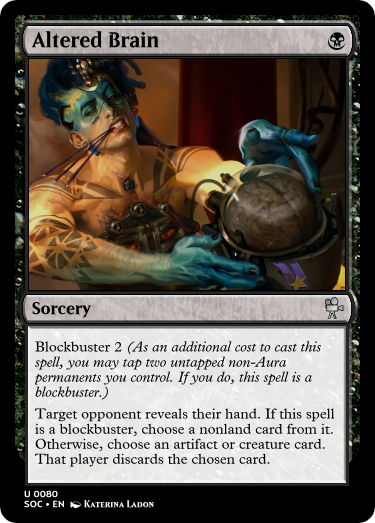 Altered Brain
Sorcery
Blockbuster 2 (As an additional cost to cast this
spell, you may tap two untapped non-Aura
permanents you control. If you do, this spell is a
blockbuster.)
Target opponent reveals their hand. If this spell
is a blockbuster, choose a nonland card from it.
Otherwise, choose an artifact or creature card.
That player discards the chosen card.
U 0080
SOC • EN Katerina Ladon